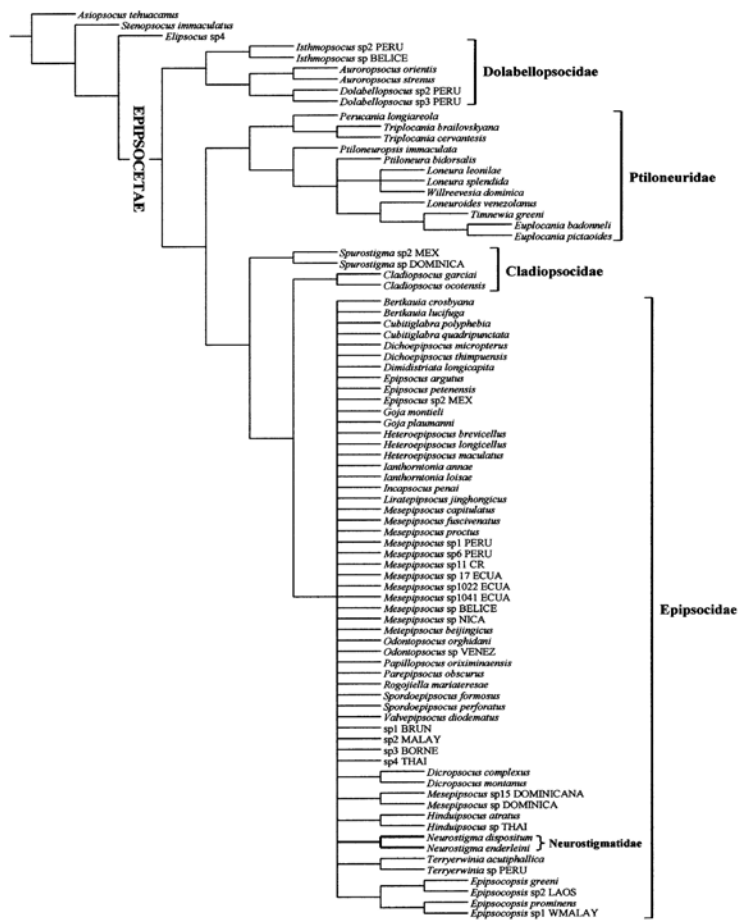 Asiopsocus tehuacanus
Stenopsocus immaculatus
Elipsocus sp4
EPIPSOCETAE
Isthmopsocus sp2 PERU
Isthmopsocus sp BELICE
Auroropsocus orientis
Auroropsocus strenus
Dolabellopsocus sp2 PERU
Dolabellopsocus sp3 PERU
Dolabellopsocidae
Perucania longiareola
Triplocania brailovskyana
Triplocania cervantesis
Ptiloneuropsis immaculata
Ptiloneura bidorsalis
Loneura leonilae
Loneura splendida
Willreevesia dominica
Loneuroides venezolanus
Timnewia greeni
Euplocania badonneli
Euplocania pictaoides
Ptiloneuridae
Spurostigma sp2 MEX
Spurostigma sp DOMINICA
Cladiopsocus garciai
Cladiopsocus ocotensis
Cladiopsocidae
Bertkauia crosbyana
Bertkauia lucifuga
Cubitiglabra polyphebia
Cubitiglabra quadripunctata
Dichoepipsocus micropterus
Dichoepipsocus thimpuensis
Dimidistriata longicapita
Epipsocus argutus
Epipsocus petenensis
Epipsocus sp2 MEX
Goja montieli
Goja plaumanni
Heteroepipsocus brevicellus
Heteroepipsocus longicellus
Heteroepipsocus maculatus
Ianthorntonia annae
Ianthorntonia loisae
Incapsocus penai
Liratepipsocus jinghongicus
Mesepipsocus capitulatus
Mesepipsocus fuscivenatus
Mesepipsocus proctus
Mesepipsocus sp1 PERU
Mesepipsocus sp6 PERU
Mesepipsocus sp11 CR
Mesepipsocus sp 17 ECUA
Mesepipsocus sp1022 ECUA
Mesepipsocus sp1041 ECUA
Mesepipsocus sp BELICE
Mesepipsocus sp NICA
Metepipsocus beijingicus
Odontopsocus orghidani
Odontopsocus sp VENEZ
Papillopsocus oriximinaensis
Parepipsocus obscurus
Rogojiella mariateresae
Spordoepipsocus formosus
Spordoepipsocus perforatus
Valvepipsocus diodematus
sp1 BRUN
sp2 MALAY
sp3 BORNE
sp4 THAI
Dicropsocus complexus
Dicropsocus montanus
Mesepipsocus sp15 DOMINICANA
Mesepipsocus sp DOMINICA
Hinduipsocus atratus
Hinduipsocus sp THAI
Neurostigma dispositum
Neurostigma enderleini
Neurostigmatidae
Terryerwinia acutiphallica
Terryerwinia sp PERU
Epipsocopsis greeni
Epipsocopsis sp2 LAOS
Epipsocopsis prominens
Epipsocopsis sp1 WMALAY
Epipsocidae